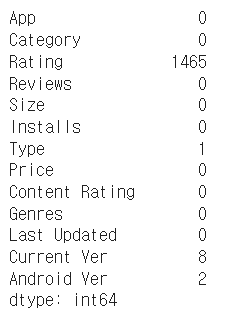 App 0
Category 0
Rating 1465
Reviews 0
Size 0
Installs 0
Type 1
Price 0
Content Rating 0
Genres 0
Last Updated 0
Current Ver 8
Android Ver 2
dtype: int64